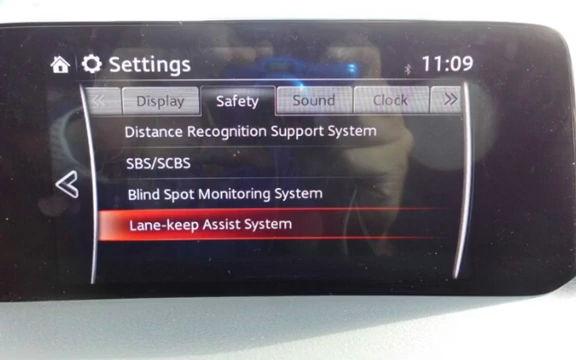 Settings 11:09
Display Safety Sound Clock
Distance Recognition Support System
SBS/SCBS
Blind Spot Monitoring System
Lane-keep Assist System